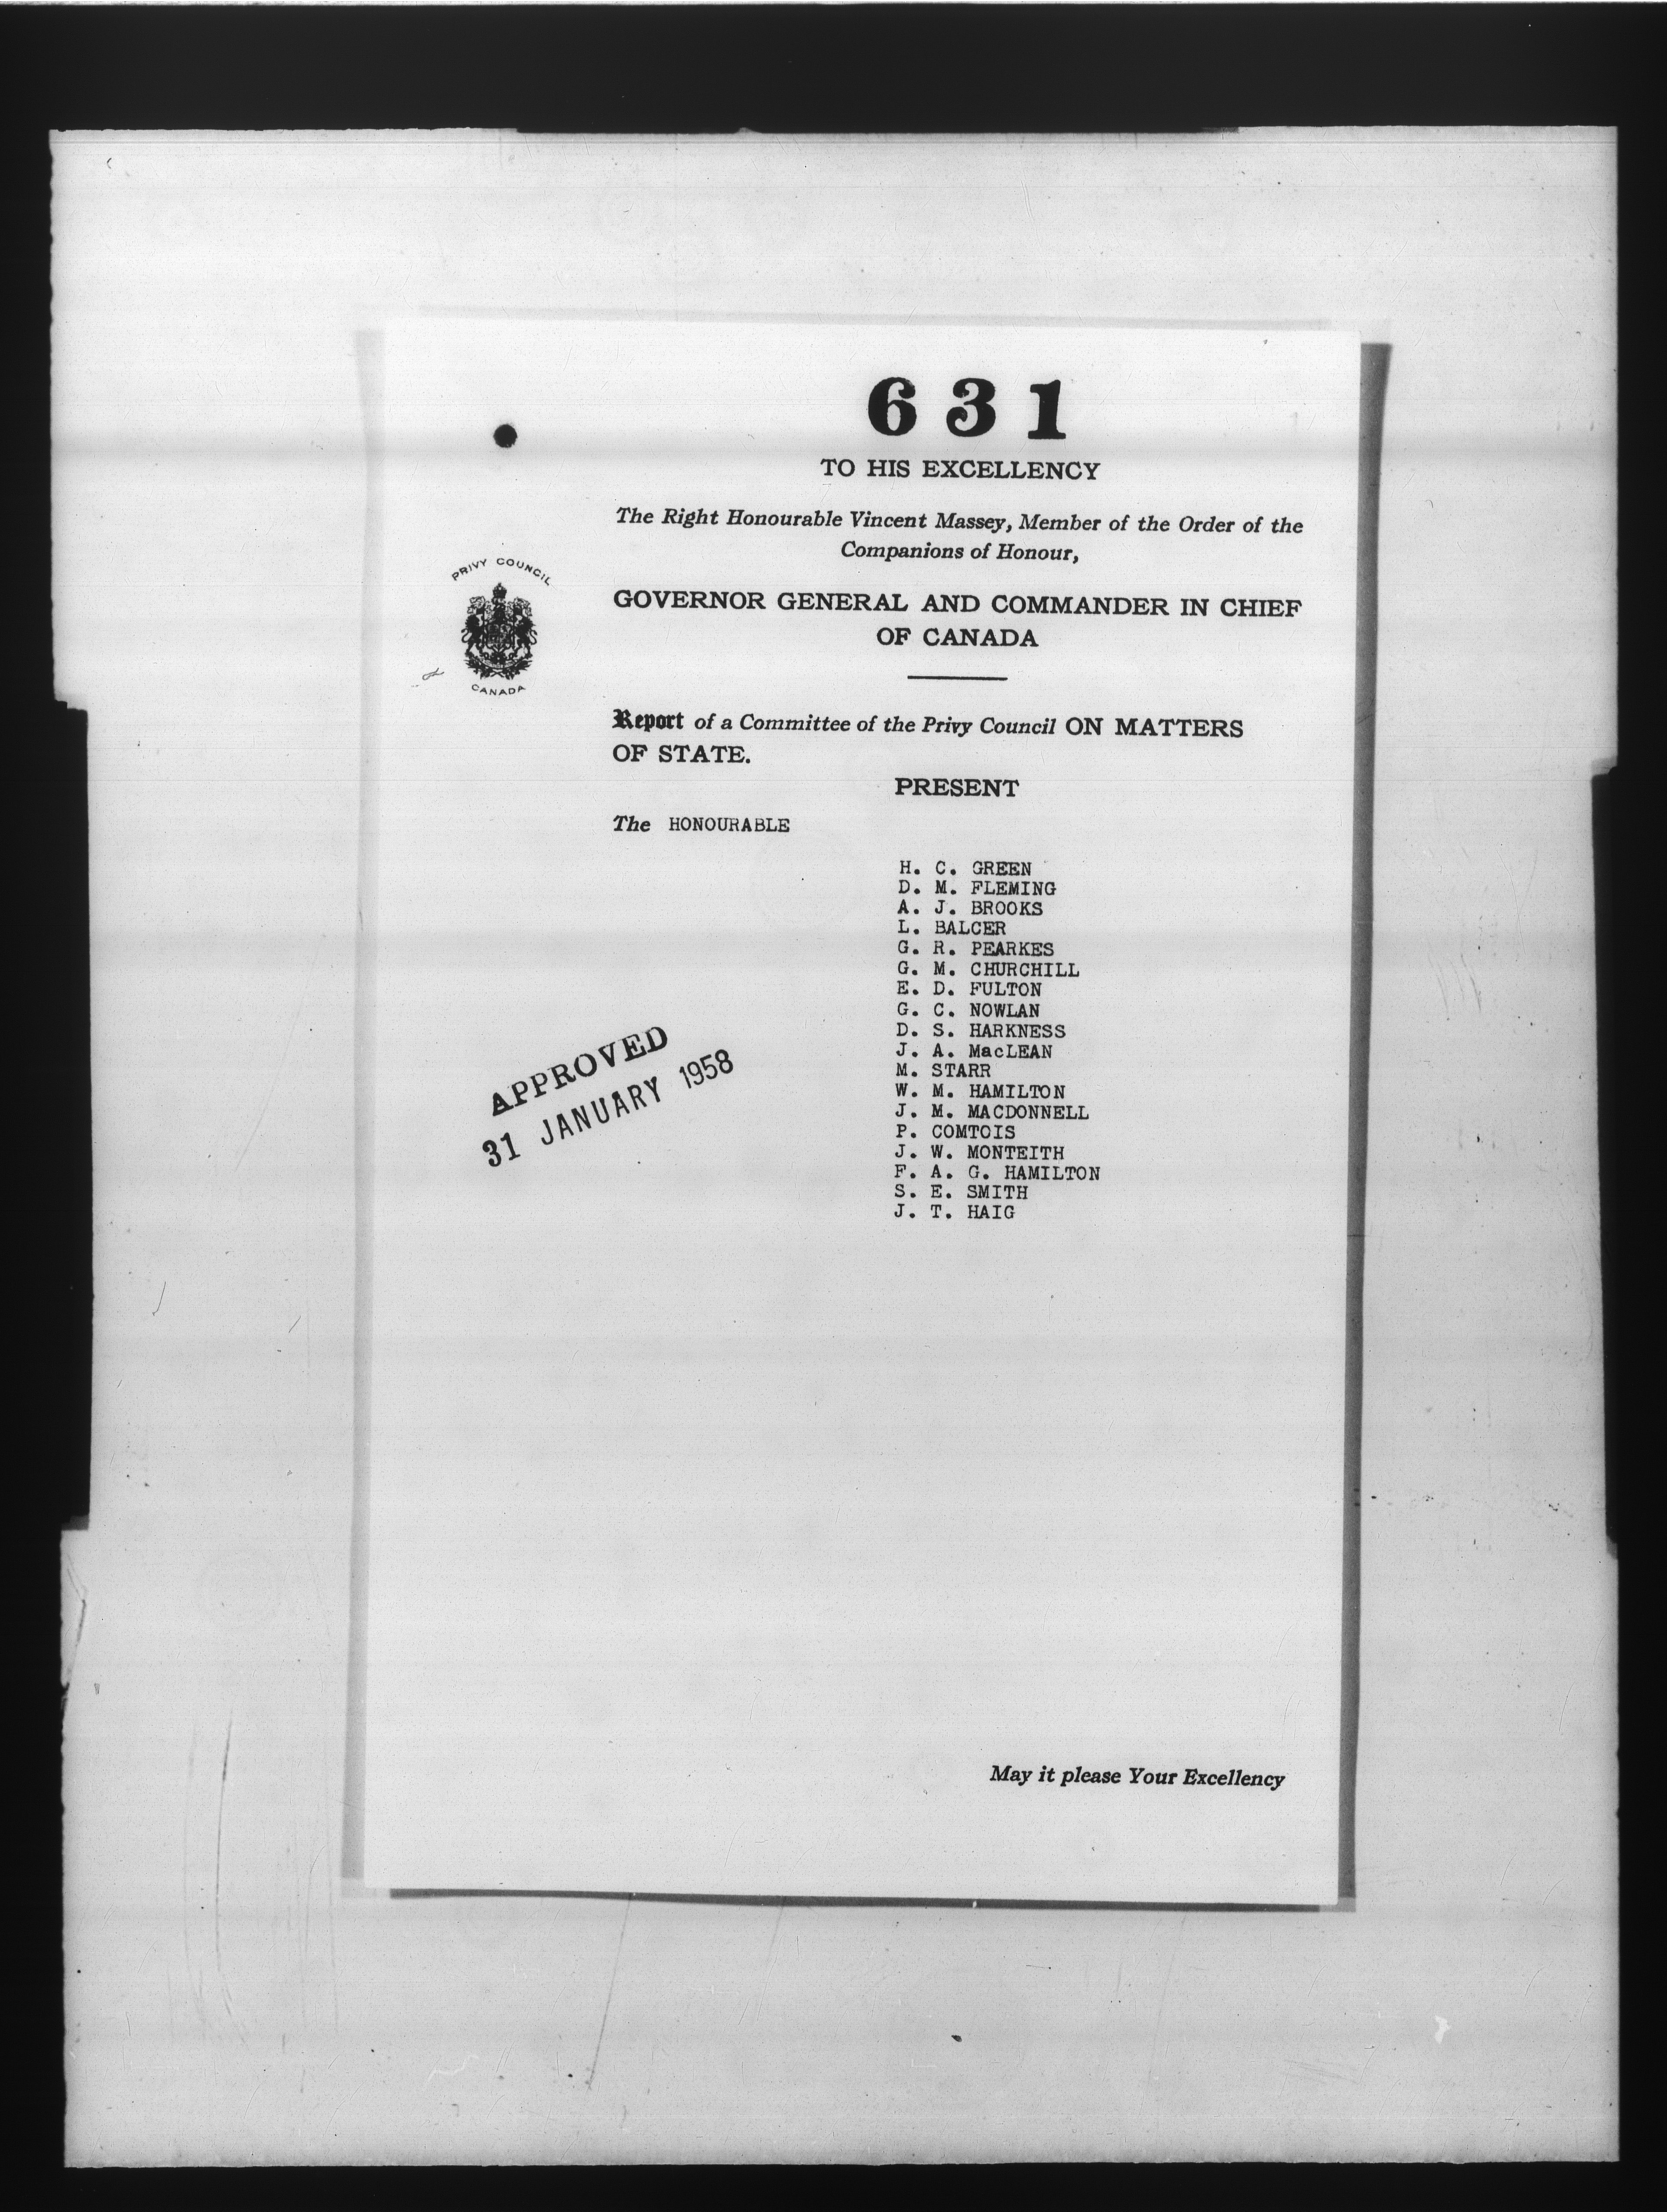 631
TO HIS EXCELLENCY
The Right Honourable Vincent Massey, Member of the Order of the
Companions of Honour,
PRIVY COUNCIL
CANADA
GOVERNOR GENERAL AND COMMANDER IN CHIEF
OF CANADA
Report of a Committee of the Privy Council ON MATTERS
OF STATE.
PRESENT
The HONOURABLE
H. C. GREEN
D. M. FLEMING
A. J. BROOKS
L. BALCER
G. R. PEARKES
G. M. CHURCHILL
E. D. FULTON
G. C. NOWLAN
D. S. HARKNESS
J. A. MacLEAN
M. STARR
W. M. HAMILTON
J. M. MACDONNELL
P. COMTOIS
J. W. MONTEITH
F. A. G. HAMILTON
S. E. SMITH
J. T. HAIG
APPROVED
31 JANUARY 1958
May it please Your Excellency